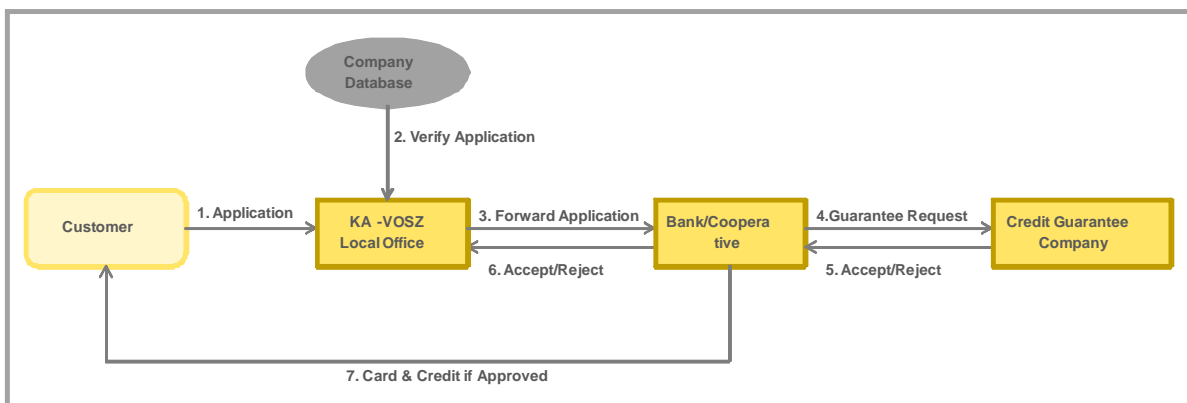 Company
Database
2. Verify Application
Customer
1. Application
KA -VOSZ
Local Office
3. Forward Application
Bank/Coopera
tive
4.Guarantee Request
Credit Guarantee
Company
6. Accept/Reject
5. Accept/Reject
7. Card & Credit if Approved